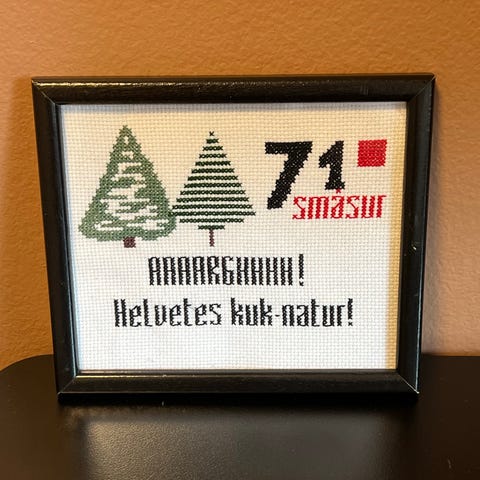 71
småsur
AAAARGHHHH!
Helvetes kuk-natur!